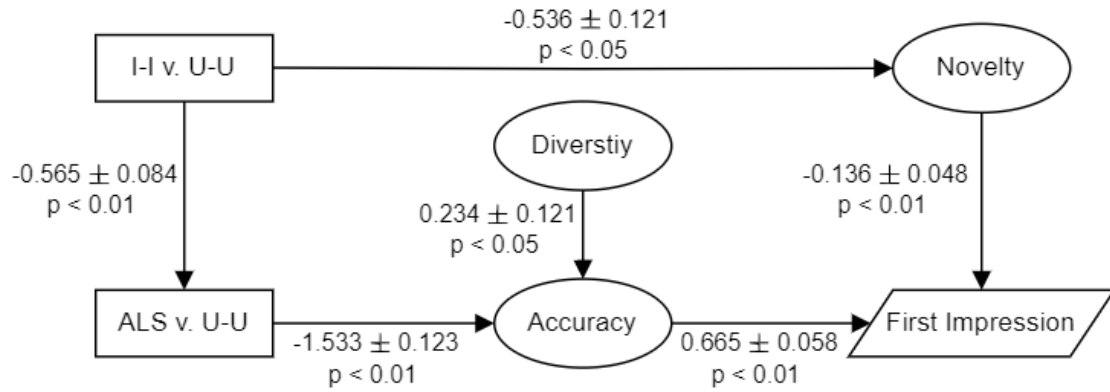 -0.536 ± 0.121
p < 0.05
I-I v. U-U
Novelty
Diverstiy
-0.565 ± 0.084
p < 0.01
-0.136 ± 0.048
p < 0.01
0.234 ± 0.121
p < 0.05
ALS v. U-U
Accuracy
First Impression
-1.533 ± 0.123
p < 0.01
0.665 ± 0.058
p < 0.01